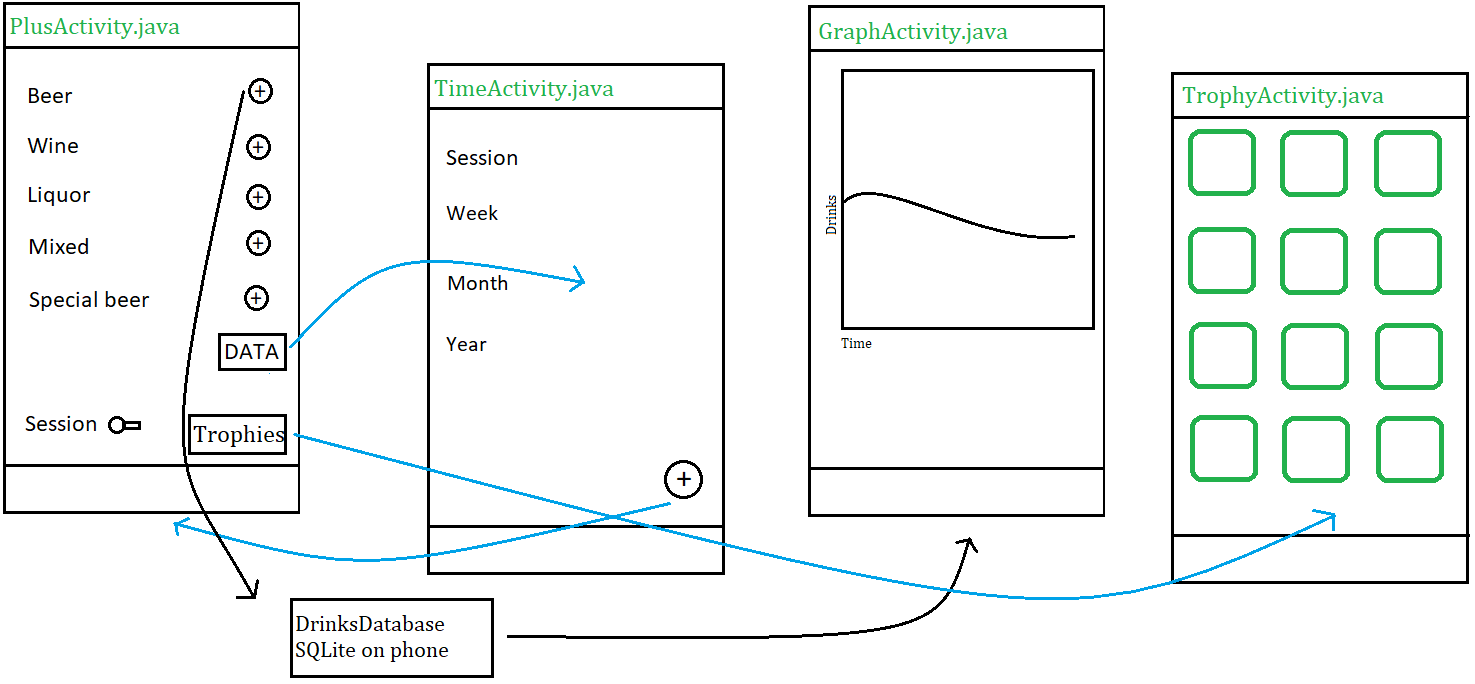 PlusActivity.java
Beer +
Wine +
Liquor +
Mixed +
Special beer +
DATA
Session
Trophies
TimeActivity.java
Session
Week
Month
Year
+
GraphActivity.java
Drinks
Time
TrophyActivity.java
DrinksDatabase
SQLite on phone